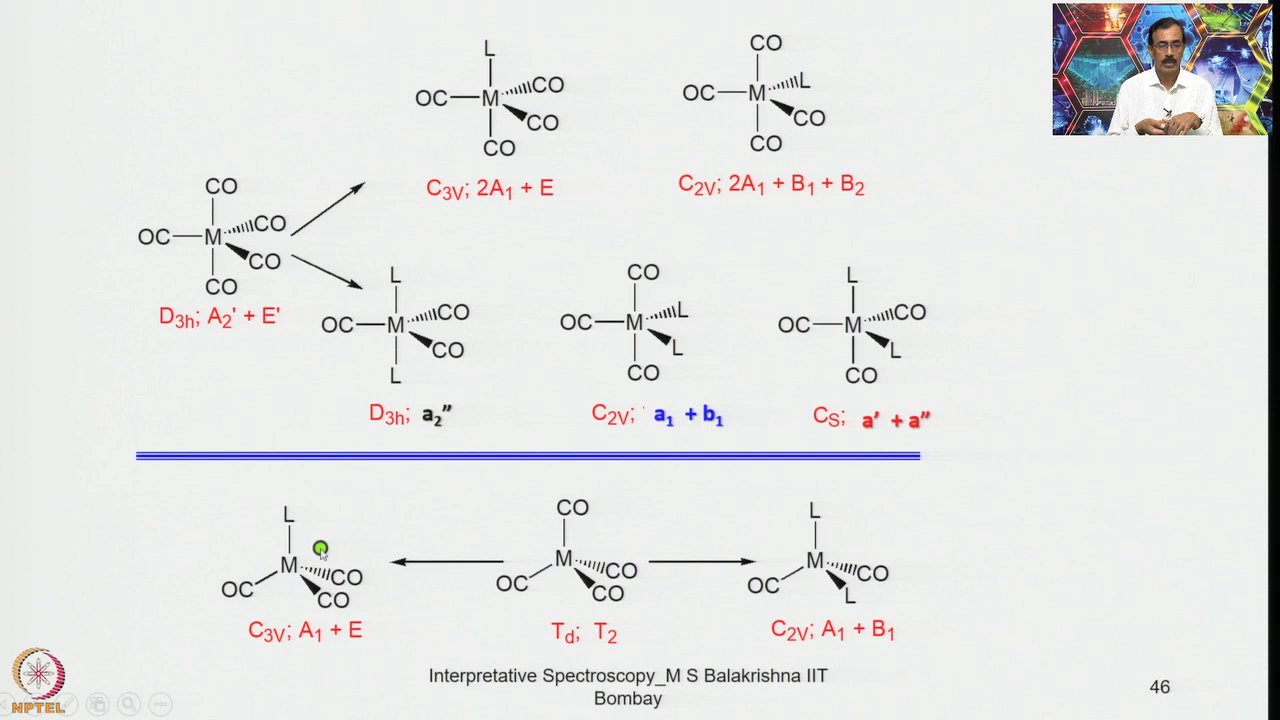 L
OC—M
CO
CO
CO
C3V; 2A1 + E
CO
OC—M
L
CO
CO
C2V; 2A1 + B1 + B2
CO
OC—M
CO
CO
CO
D3h; A2' + E'
L
OC—M
CO
CO
L
D3h; a2”
CO
OC—M
L
L
CO
C2V; a1 + b1
L
OC—M
CO
L
CO
CS; a' + a”
L
M
OC
CO
CO
C3V; A1 + E
CO
M
OC
CO
CO
Td; T2
L
M
OC
CO
L
C2V; A1 + B1
Interpretative Spectroscopy_M S Balakrishna IIT
Bombay
46
NPTEL